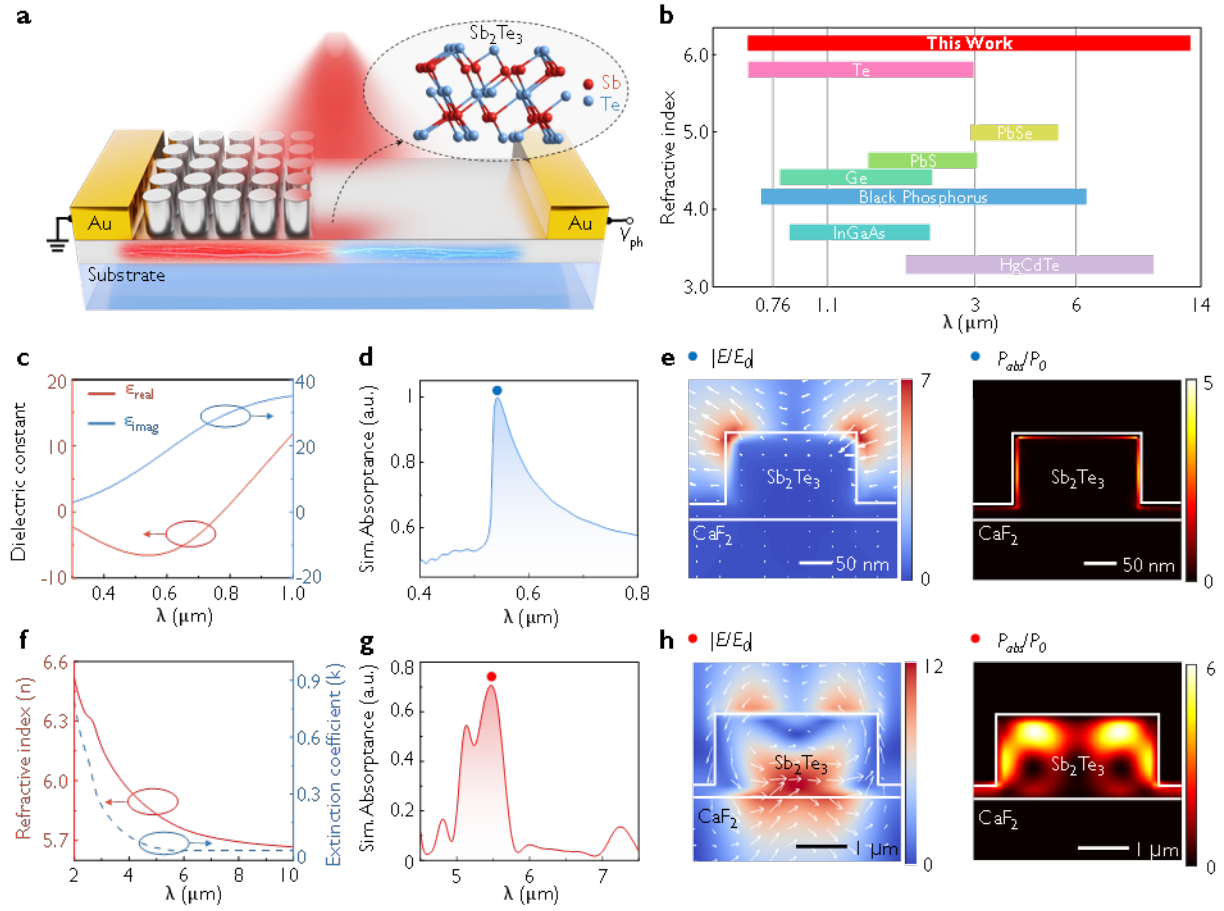 a
Sb2Te3
Sb
Te
Au
Au
Vph
Substrate
b
Refractive index
6.0
5.0
4.0
3.0
This Work
Te
PbSe
PbS
Ge
Black Phosphorus
InGaAs
HgCdTe
0.76
1.1
3
6
14
λ (μm)
c
Dielectric constant
20
10
0
-10
εreal
εimag
40
20
0
-20
0.4
0.6
0.8
1.0
λ (μm)
d
Sim. Absorptance (a.u.)
1
0.8
0.6
0.4
0.6
0.8
λ (μm)
e
|E/E0|
7
0
Sb2Te3
CaF2
50 nm
Pabs/P0
5
0
Sb2Te3
CaF2
50 nm
f
Refractive index (n)
6.6
6.3
6.0
5.7
Extinction coefficient (k)
0.9
0.6
0.3
0
2
4
6
8
10
λ (μm)
g
Sim. Absorptance (a.u.)
0.8
0.6
0.4
0.2
0
5
6
7
λ (μm)
h
|E/E0|
12
0
Sb2Te3
CaF2
1 μm
Pabs/P0
6
0
Sb2Te3
CaF2
1 μm